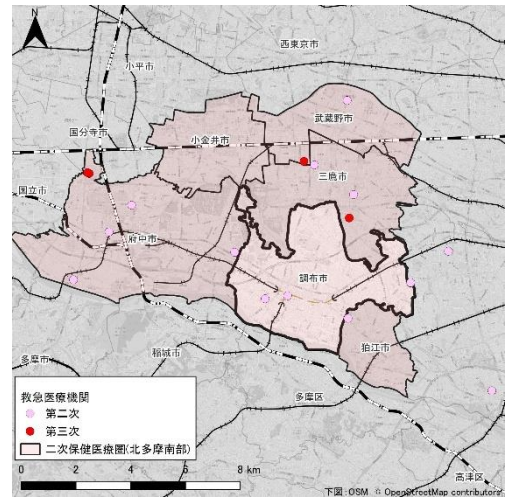 N
西東京市
小平市
武蔵野市
国分寺市
小金井市
三鷹市
国立市
府中市
調布市
狛江市
稲城市
多摩市
多摩区
高津区
救急医療機関
第二次
第三次
二次保健医療圏(北多摩南部)
0 2 4 6 8 km
下図:OSM © OpenStreetMap contributors